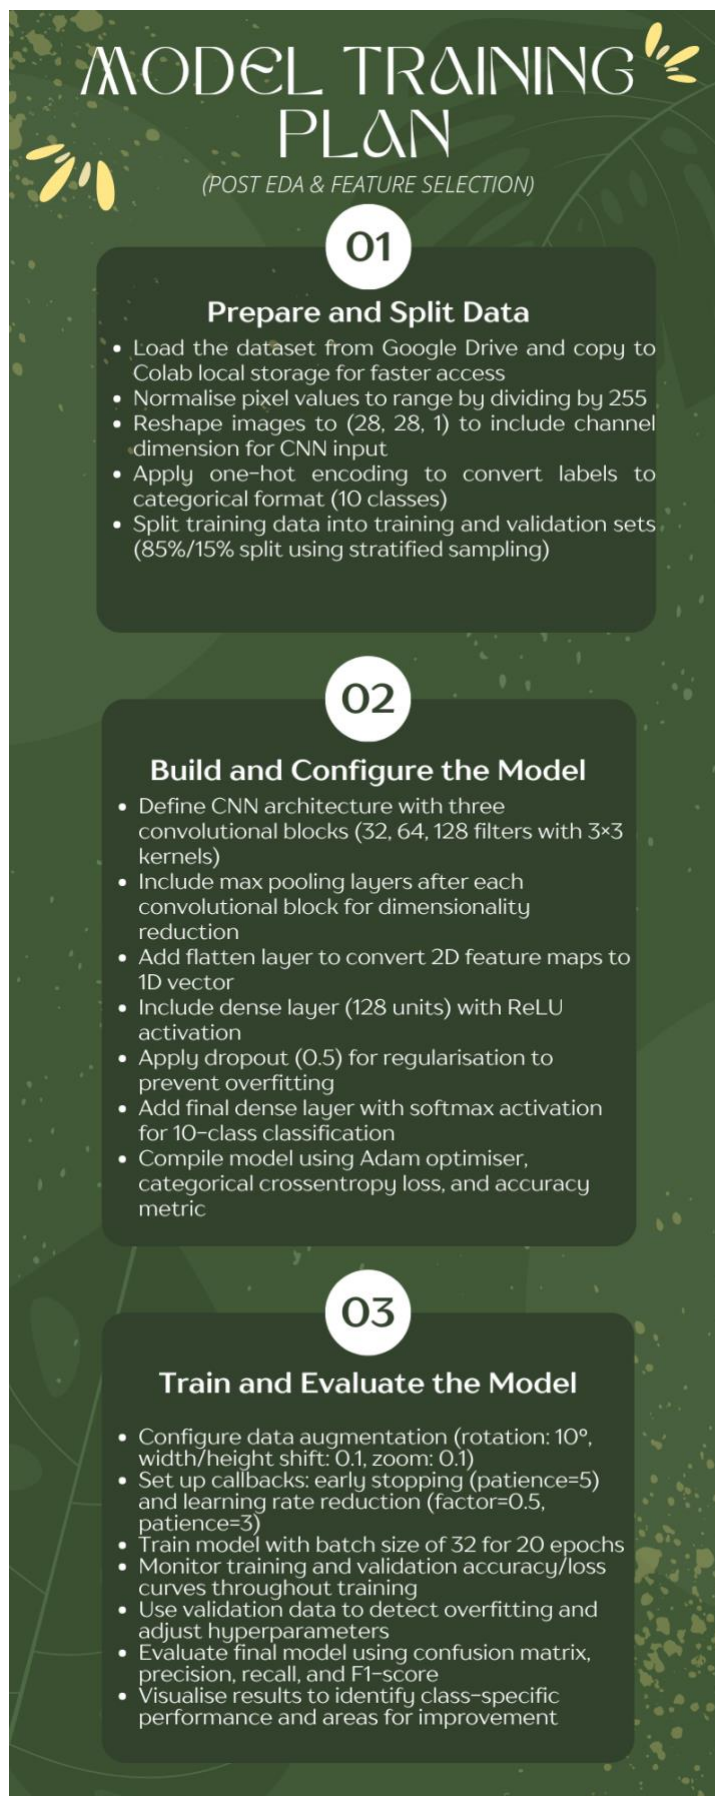 MODEL TRAINING
PLAN
(POST EDA & FEATURE SELECTION)
01
Prepare and Split Data
• Load the dataset from Google Drive and copy to
Colab local storage for faster access
• Normalise pixel values to range by dividing by 255
• Reshape images to (28, 28, 1) to include channel
dimension for CNN input
• Apply one-hot encoding to convert labels to
categorical format (10 classes)
• Split training data into training and validation sets
(85%/15% split using stratified sampling)
02
Build and Configure the Model
• Define CNN architecture with three
convolutional blocks (32, 64, 128 filters with 3×3
kernels)
• Include max pooling layers after each
convolutional block for dimensionality
reduction
• Add flatten layer to convert 2D feature maps to
1D vector
• Include dense layer (128 units) with ReLU
activation
• Apply dropout (0.5) for regularisation to
prevent overfitting
• Add final dense layer with softmax activation
for 10-class classification
• Compile model using Adam optimiser,
categorical crossentropy loss, and accuracy
metric
03
Train and Evaluate the Model
• Configure data augmentation (rotation: 10°,
width/height shift: 0.1, zoom: 0.1)
• Set up callbacks: early stopping (patience=5)
and learning rate reduction (factor=0.5,
patience=3)
• Train model with batch size of 32 for 20 epochs
• Monitor training and validation accuracy/loss
curves throughout training
• Use validation data to detect overfitting and
adjust hyperparameters
• Evaluate final model using confusion matrix,
precision, recall, and F1-score
• Visualise results to identify class-specific
performance and areas for improvement